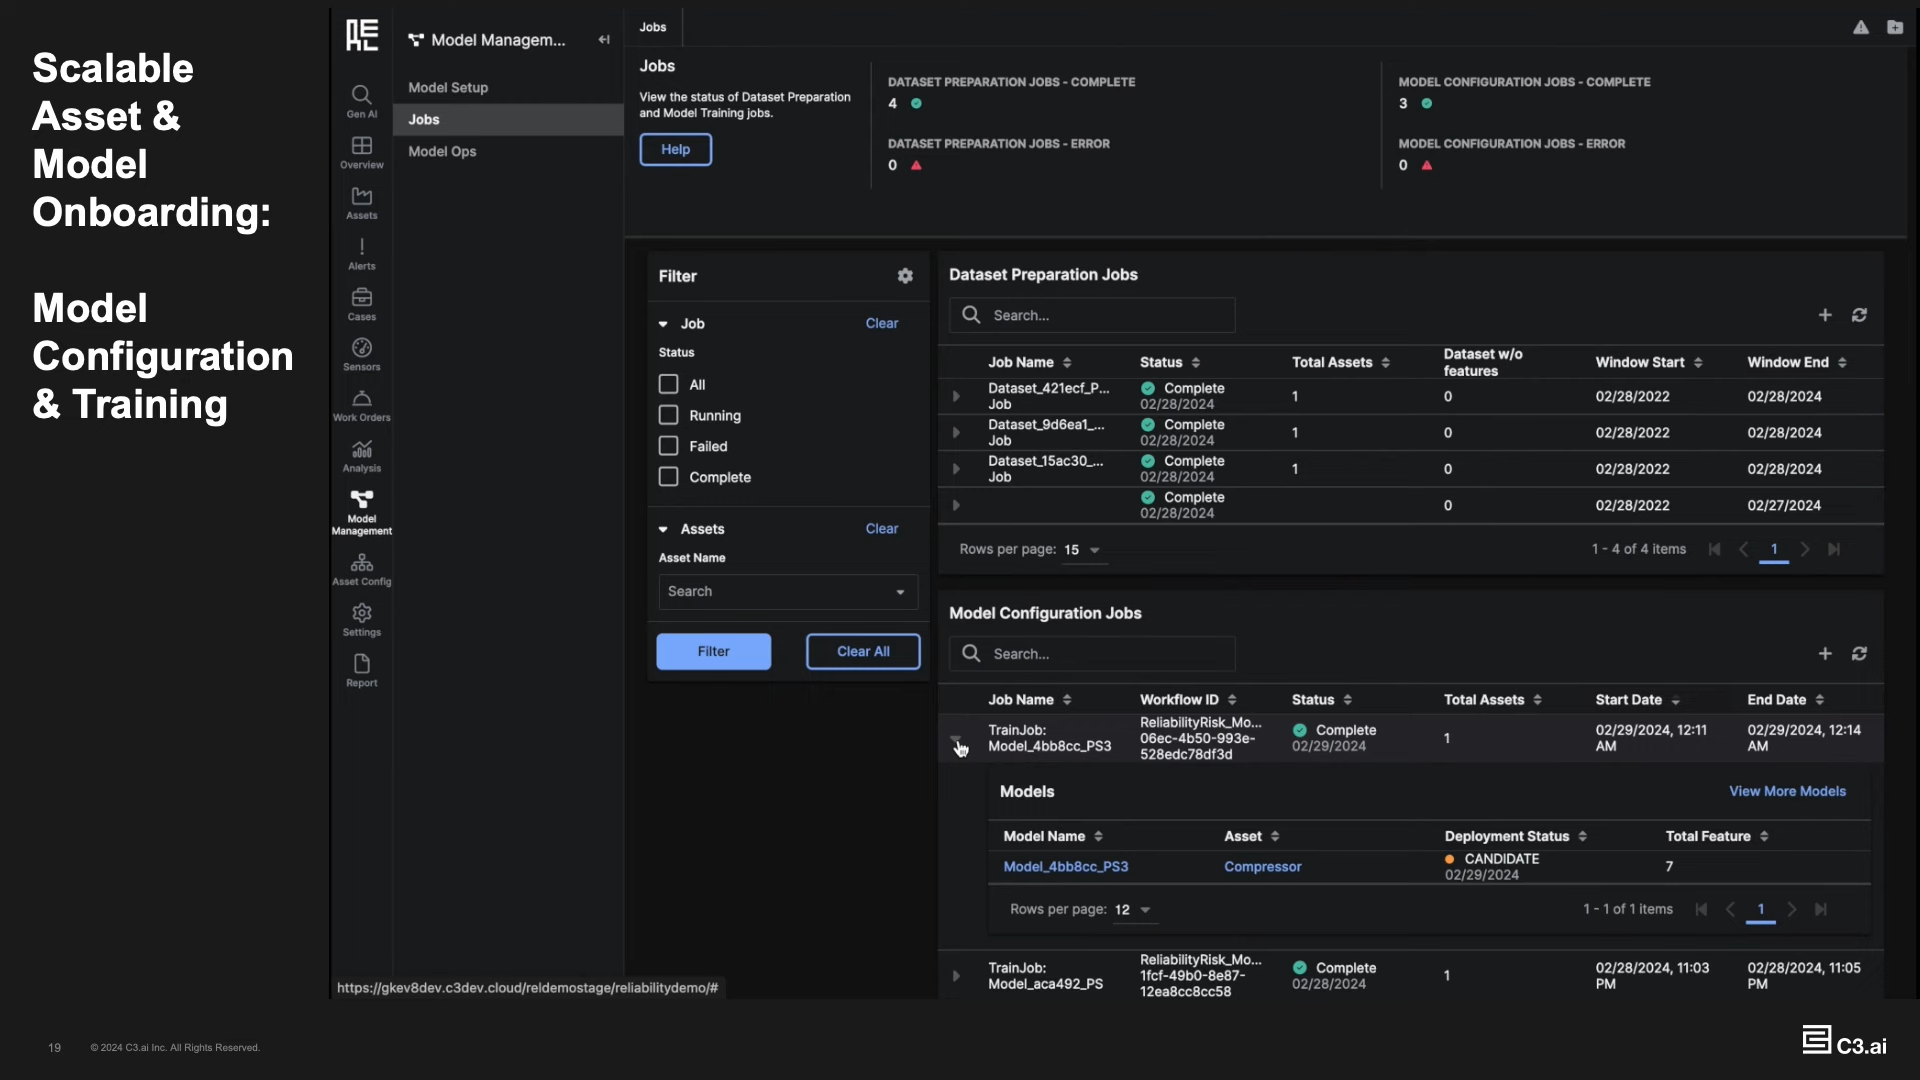 Scalable
Asset &
Model
Onboarding:
Model
Configuration
& Training
Gen AI
Overview
Assets
Alerts
Cases
Sensors
Work Orders
Analysis
Model
Management
Asset Config
Settings
Report
Model Managem...
Model Setup
Jobs
Model Ops
Jobs
Jobs
View the status of Dataset Preparation
and Model Training jobs.
Help
DATASET PREPARATION JOBS - COMPLETE
4
DATASET PREPARATION JOBS - ERROR
0
MODEL CONFIGURATION JOBS - COMPLETE
3
MODEL CONFIGURATION JOBS - ERROR
0
Filter
Job Clear
Status
All
Running
Failed
Complete
Assets Clear
Asset Name
Search
Filter Clear All
Dataset Preparation Jobs
Search...
Job Name Status Total Assets Dataset w/o features Window Start Window End
Dataset_421ecf_P... Job Complete 02/28/2024 1 0 02/28/2022 02/28/2024
Dataset_9d6ea1_... Job Complete 02/28/2024 1 0 02/28/2022 02/28/2024
Dataset_15ac30_... Job Complete 02/28/2024 1 0 02/28/2022 02/28/2024
Complete 02/28/2024 0 02/28/2022 02/27/2024
Rows per page: 15 1 - 4 of 4 items 1
Model Configuration Jobs
Search...
Job Name Workflow ID Status Total Assets Start Date End Date
TrainJob: Model_4bb8cc_PS3 ReliabilityRisk_Mo... 06ec-4b50-993e-528edc78df3d Complete 02/29/2024 1 02/29/2024, 12:11 AM 02/29/2024, 12:14 AM
Models View More Models
Model Name Asset Deployment Status Total Feature
Model_4bb8cc_PS3 Compressor CANDIDATE 02/29/2024 7
Rows per page: 12 1 - 1 of 1 items 1
TrainJob: Model_aca492_PS ReliabilityRisk_Mo... 1fcf-49b0-8e87-12ea8cc8cc58 Complete 02/28/2024 1 02/28/2024, 11:03 PM 02/28/2024, 11:05 PM
https://gkev8dev.c3dev.cloud/reldemostage/reliabilitydemo/#
19 © 2024 C3.ai Inc. All Rights Reserved.
C3.ai